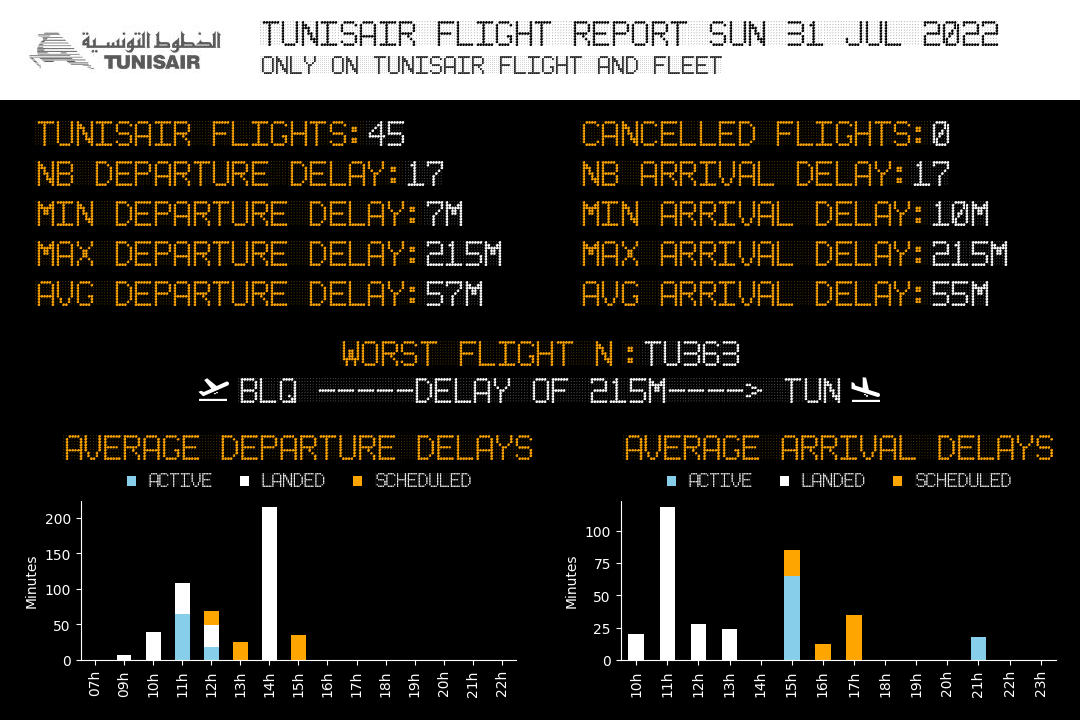 الخطوط التونسية
TUNISAIR
TUNISAIR FLIGHT REPORT SUN 31 JUL 2022
ONLY ON TUNISAIR FLIGHT AND FLEET
TUNISAIR FLIGHTS:45
CANCELLED FLIGHTS:0
NB DEPARTURE DELAY:17
NB ARRIVAL DELAY:17
MIN DEPARTURE DELAY:7M
MIN ARRIVAL DELAY:10M
MAX DEPARTURE DELAY:215M
MAX ARRIVAL DELAY:215M
AVG DEPARTURE DELAY:57M
AVG ARRIVAL DELAY:55M
WORST FLIGHT N :TU363
BLQ -----DELAY OF 215M----> TUN
AVERAGE DEPARTURE DELAYS
ACTIVE LANDED SCHEDULED
200
150
100
50
0
Minutes
07h 09h 10h 11h 12h 13h 14h 15h 16h 17h 18h 19h 20h 21h 22h
AVERAGE ARRIVAL DELAYS
ACTIVE LANDED SCHEDULED
100
75
50
25
0
Minutes
10h 11h 12h 13h 14h 15h 16h 17h 18h 19h 20h 21h 22h 23h